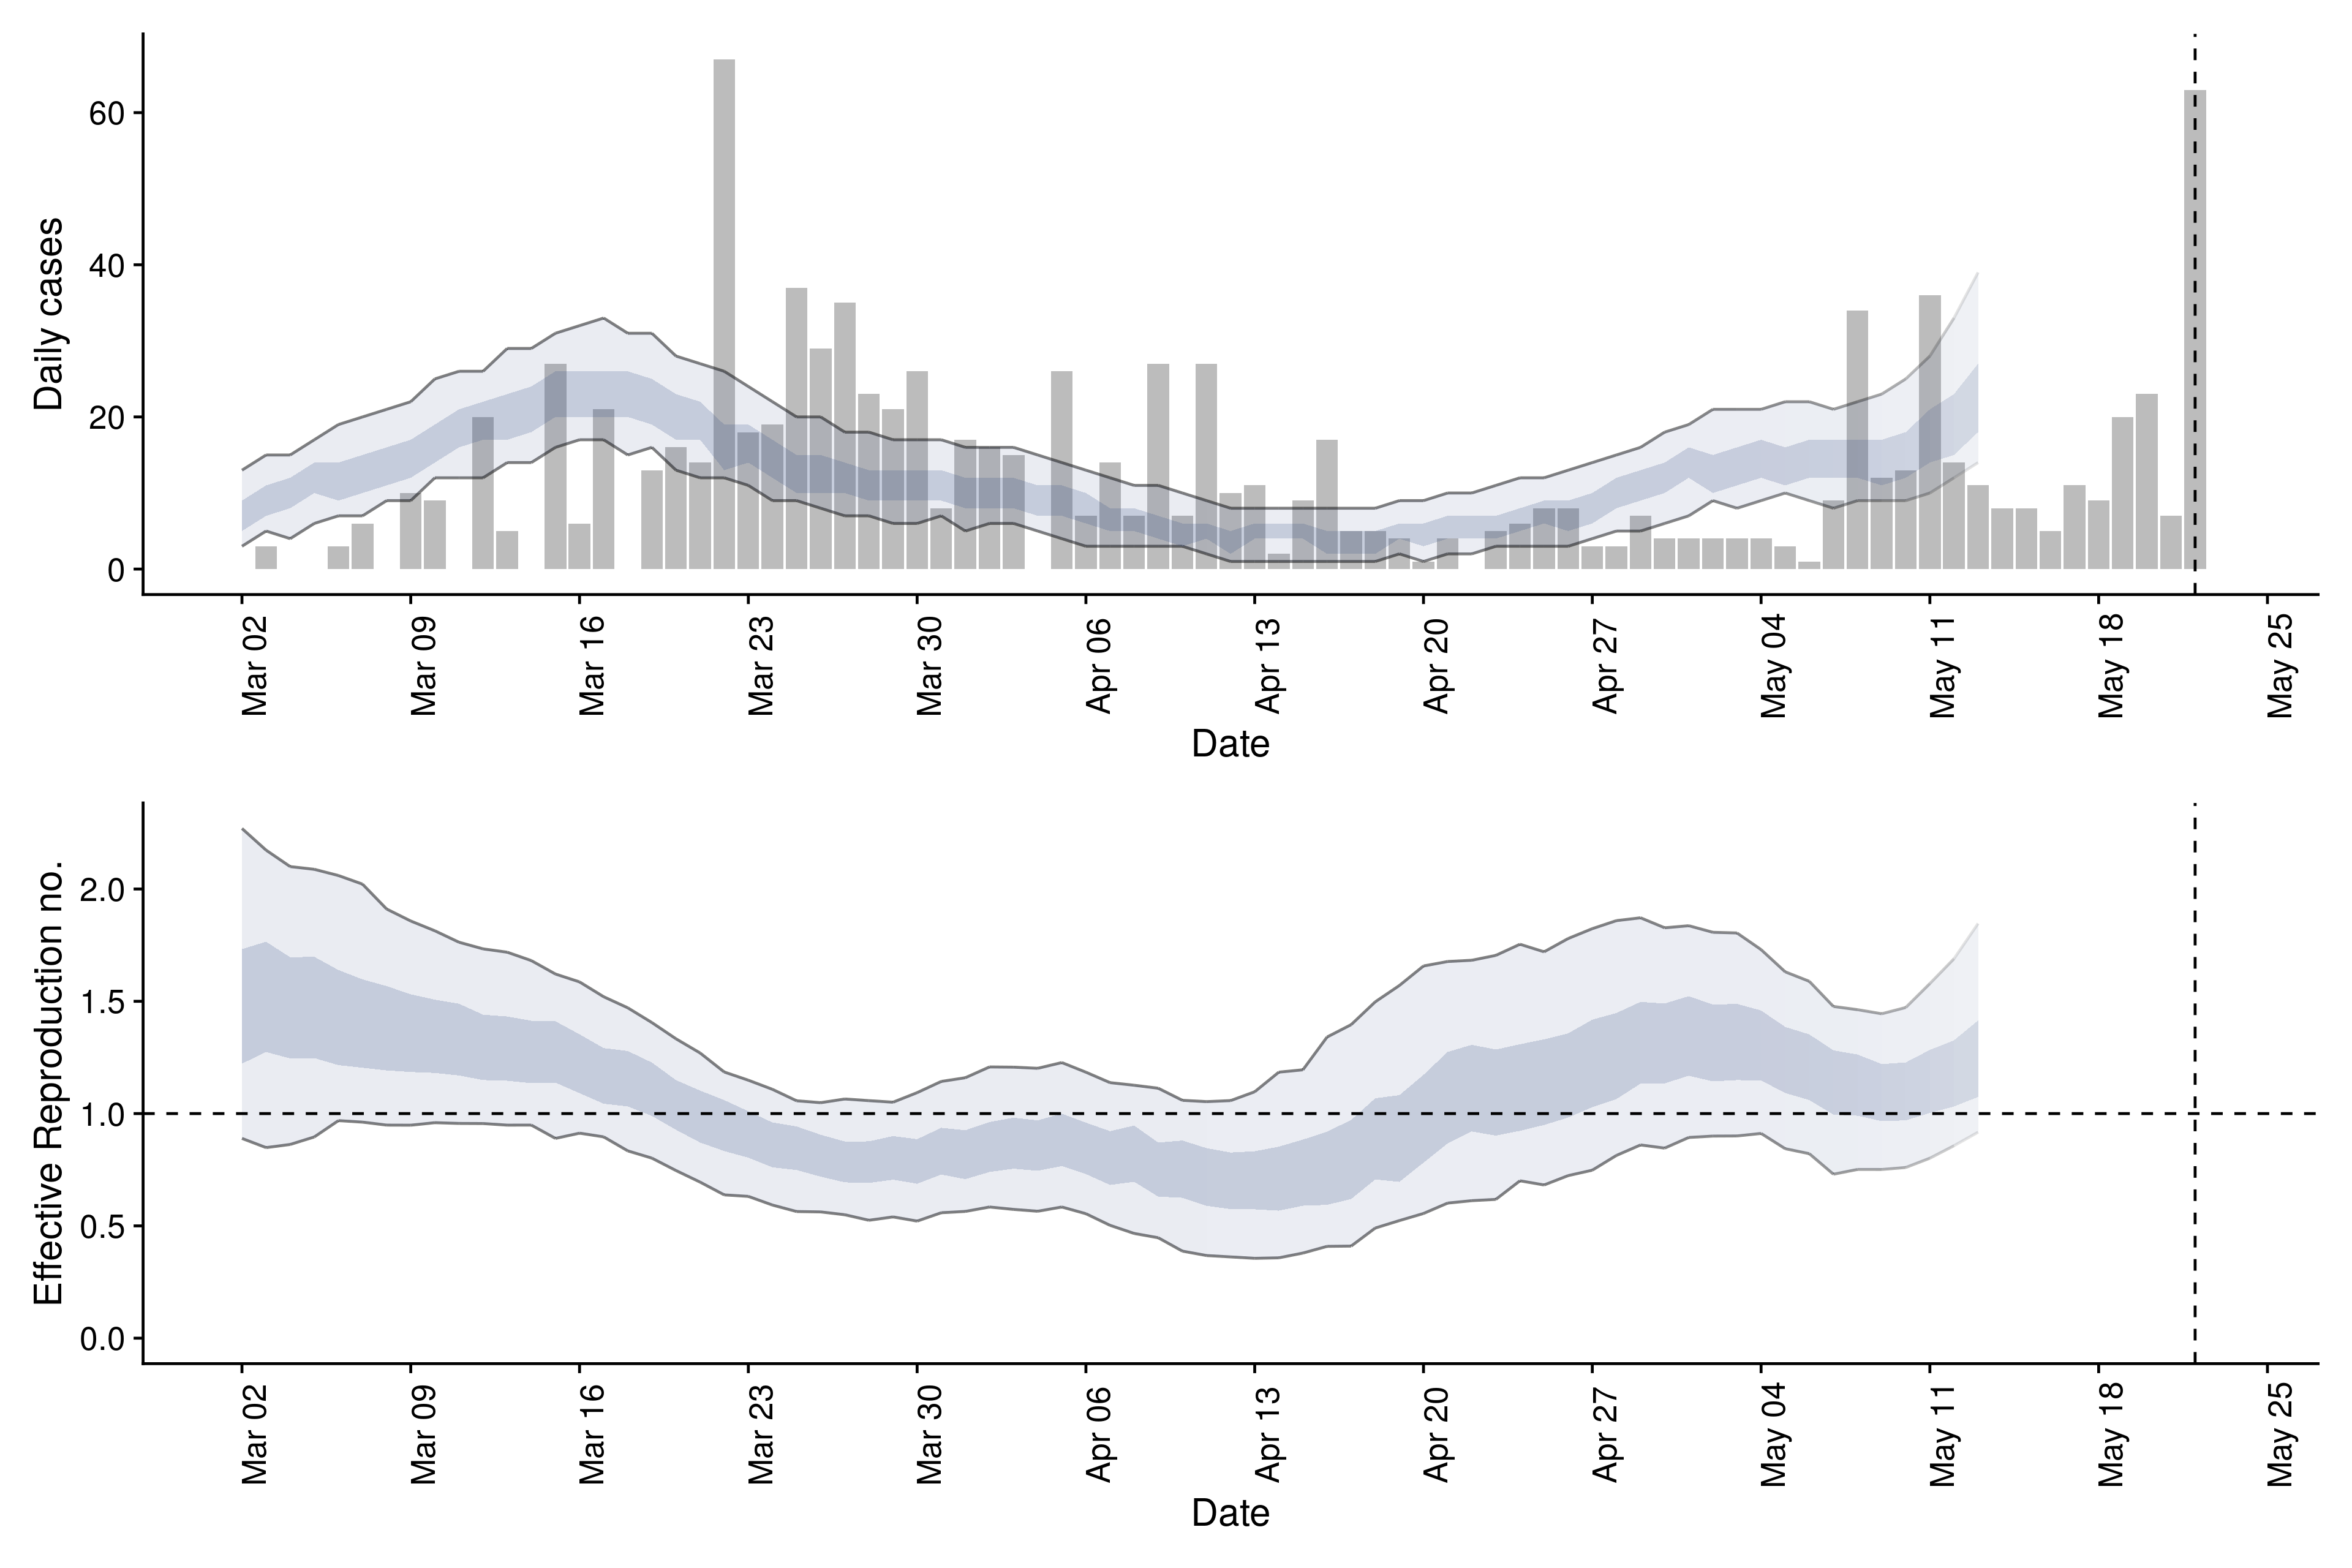 Daily cases
60
40
20
0
Mar 02
Mar 09
Mar 16
Mar 23
Mar 30
Apr 06
Apr 13
Apr 20
Apr 27
May 04
May 11
May 18
May 25
Date
Effective Reproduction no.
2.0
1.5
1.0
0.5
0.0
Mar 02
Mar 09
Mar 16
Mar 23
Mar 30
Apr 06
Apr 13
Apr 20
Apr 27
May 04
May 11
May 18
May 25
Date